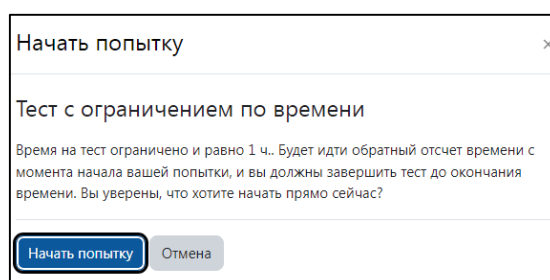 Начать попытку
Тест с ограничением по времени
Время на тест ограничено и равно 1 ч.. Будет идти обратный отсчет времени с
момента начала вашей попытки, и вы должны завершить тест до окончания
времени. Вы уверены, что хотите начать прямо сейчас?
Начать попытку Отмена